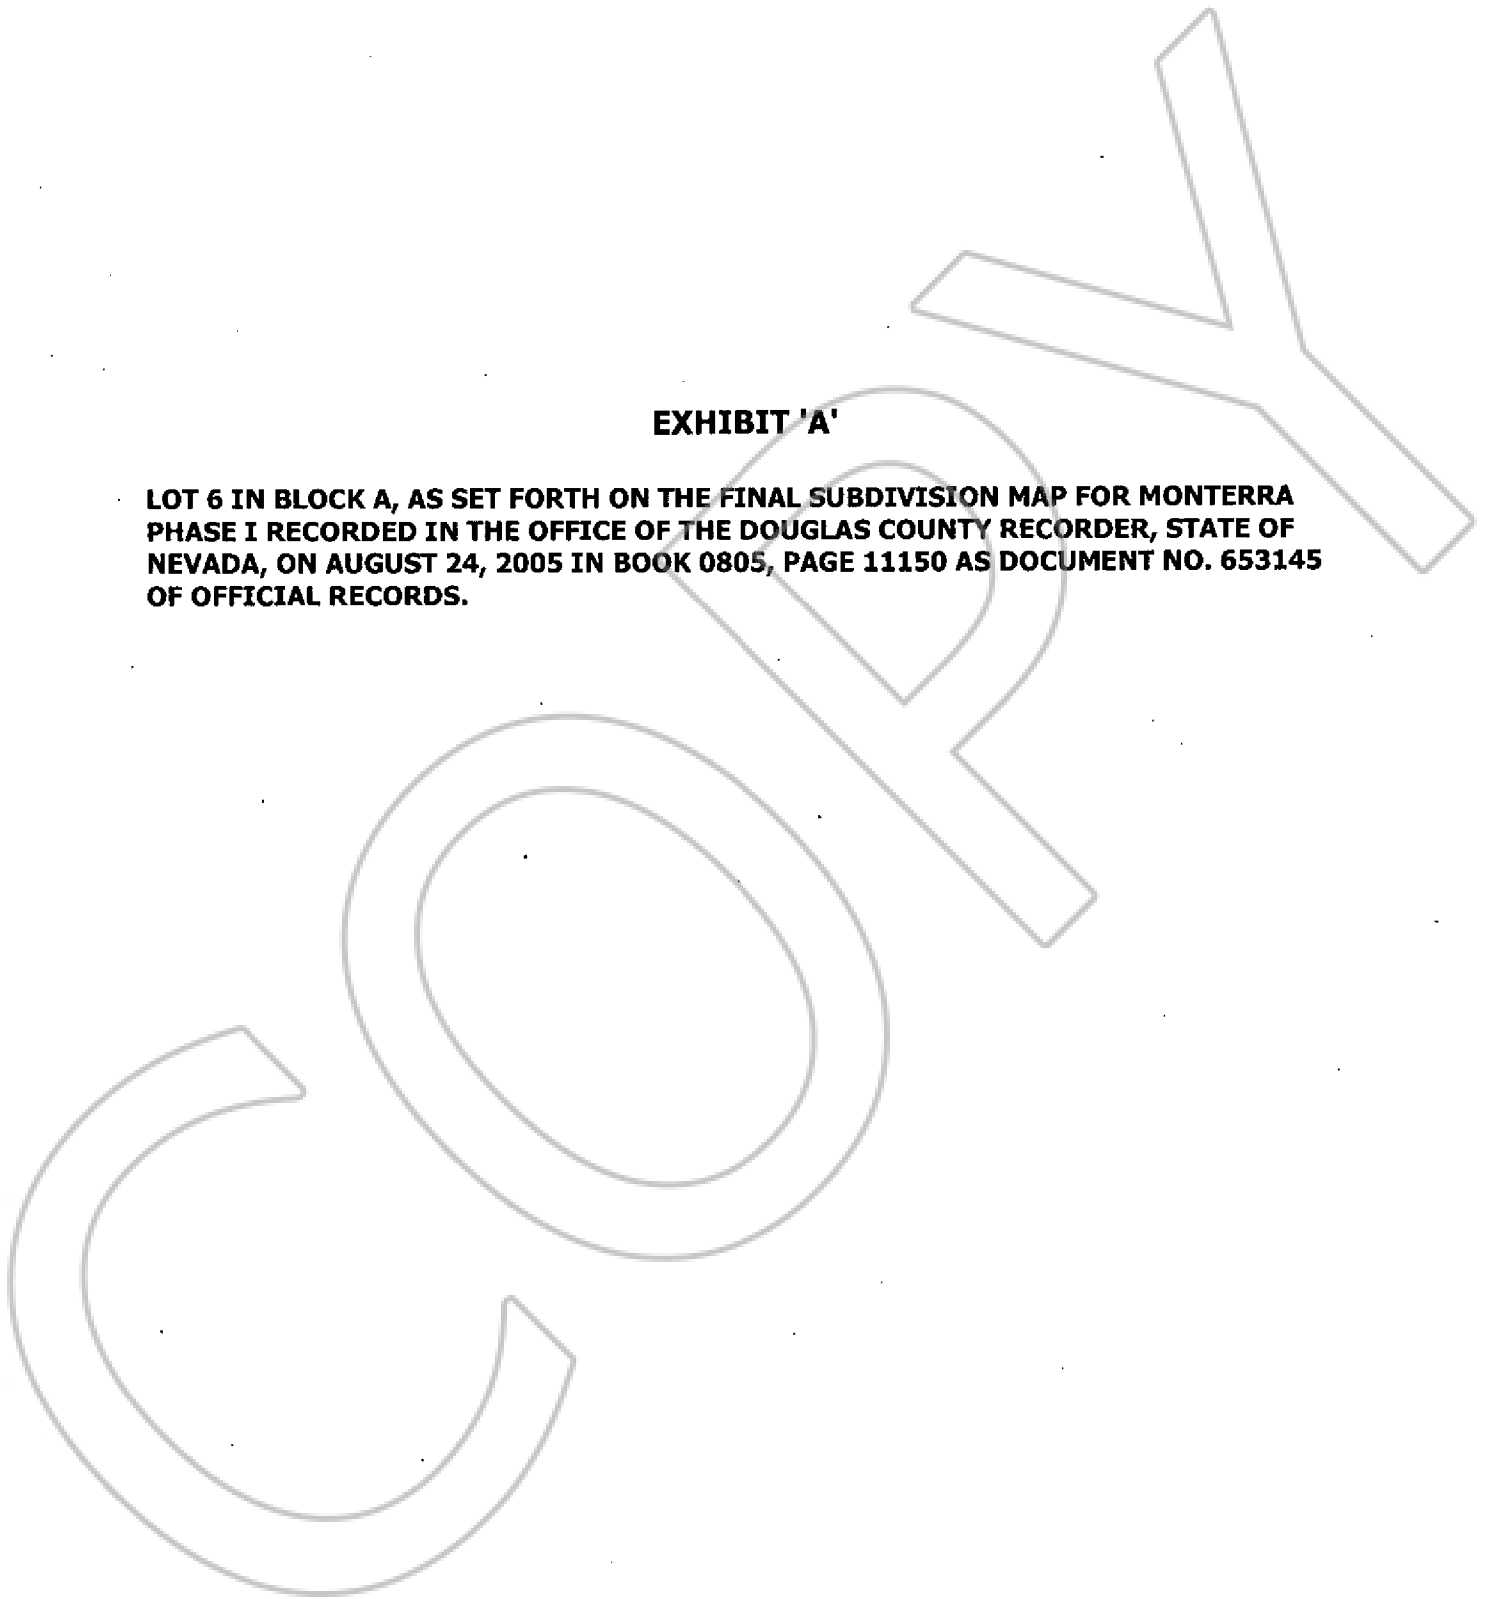 EXHIBIT 'A'
LOT 6 IN BLOCK A, AS SET FORTH ON THE FINAL SUBDIVISION MAP FOR MONTERRA
PHASE I RECORDED IN THE OFFICE OF THE DOUGLAS COUNTY RECORDER, STATE OF
NEVADA, ON AUGUST 24, 2005 IN BOOK 0805, PAGE 11150 AS DOCUMENT NO. 653145
OF OFFICIAL RECORDS.
COPY